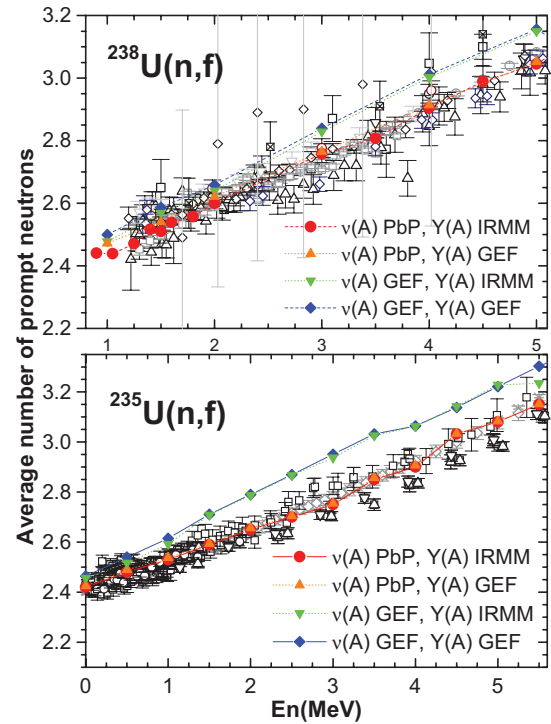 Average number of prompt neutrons
3.2
3.0
2.8
2.6
2.4
2.2
²³⁸U(n,f)
ν(A) PbP, Y(A) IRMM
ν(A) PbP, Y(A) GEF
ν(A) GEF, Y(A) IRMM
ν(A) GEF, Y(A) GEF
1 2 3 4 5
3.2
3.0
2.8
2.6
2.4
2.2
²³⁵U(n,f)
ν(A) PbP, Y(A) IRMM
ν(A) PbP, Y(A) GEF
ν(A) GEF, Y(A) IRMM
ν(A) GEF, Y(A) GEF
0 1 2 3 4 5
En(MeV)